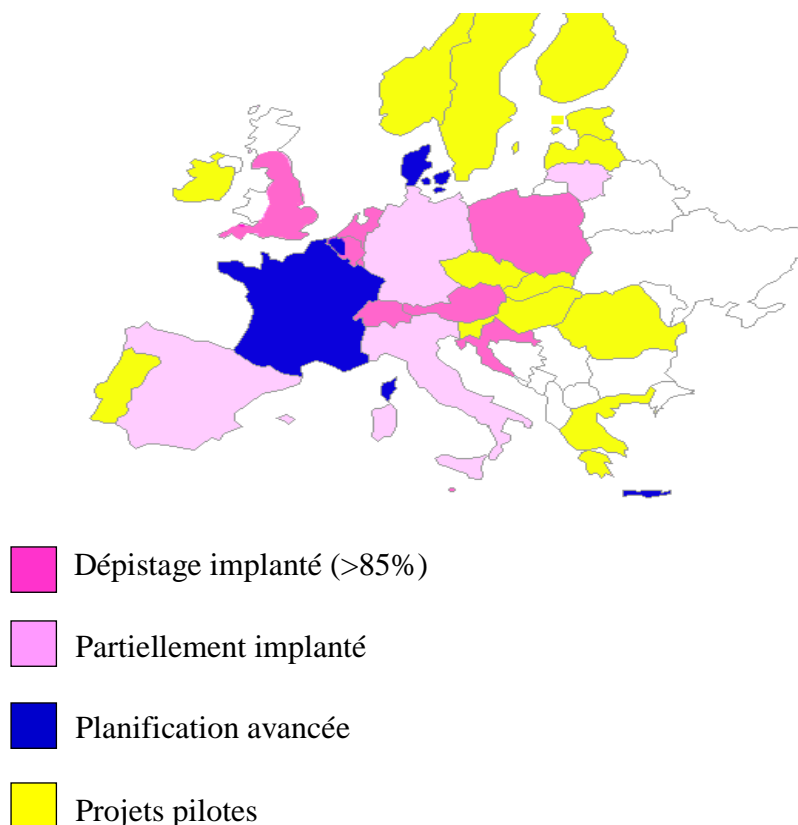 Dépistage implanté (>85%)
Partiellement implanté
Planification avancée
Projets pilotes